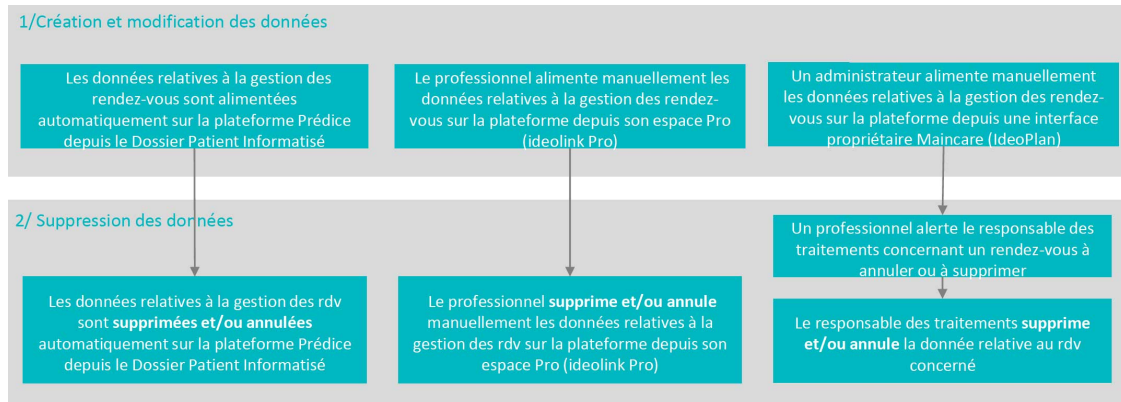 1/Création et modification des données
Les données relatives à la gestion des
rendez-vous sont alimentées
automatiquement sur la plateforme Prédice
depuis le Dossier Patient Informatisé
Le professionnel alimente manuellement les
données relatives à la gestion des rendez-
vous sur la plateforme depuis son espace Pro
(ideolink Pro)
Un administrateur alimente manuellement
les données relatives à la gestion des rendez-
vous sur la plateforme depuis une interface
propriétaire Maincare (IdeoPlan)
2/ Suppression des données
Un professionnel alerte le responsable des
traitements concernant un rendez-vous à
annuler ou à supprimer
Les données relatives à la gestion des rdv
sont supprimées et/ou annulées
automatiquement sur la plateforme Prédice
depuis le Dossier Patient Informatisé
Le professionnel supprime et/ou annule
manuellement les données relatives à la
gestion des rdv sur la plateforme depuis son
espace Pro (ideolink Pro)
Le responsable des traitements supprime
et/ou annule la donnée relative au rdv
concerné